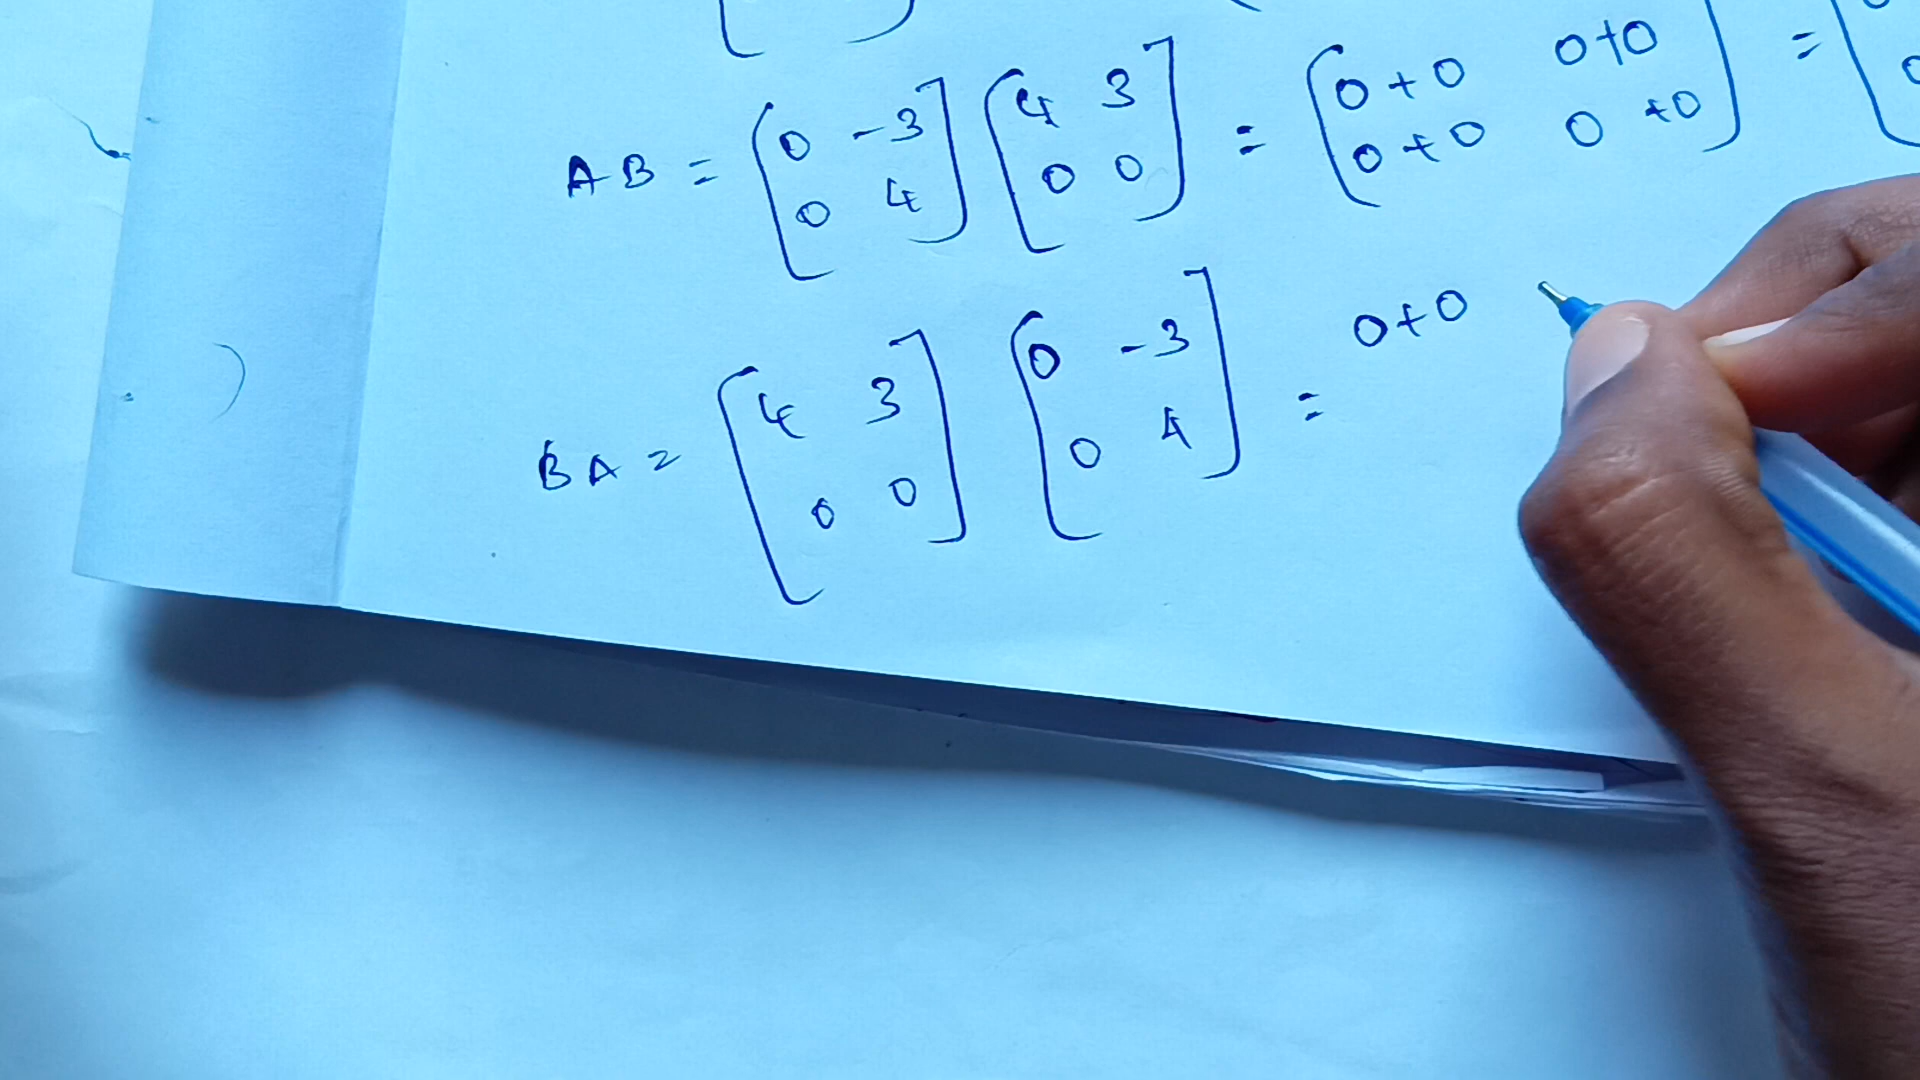 AB = [0 -3 0 4] [4 3 0 0] = [0+0 0+0 0+0 0+0] =
BA = [4 3 0 0] [0 -3 0 4] = 0+0